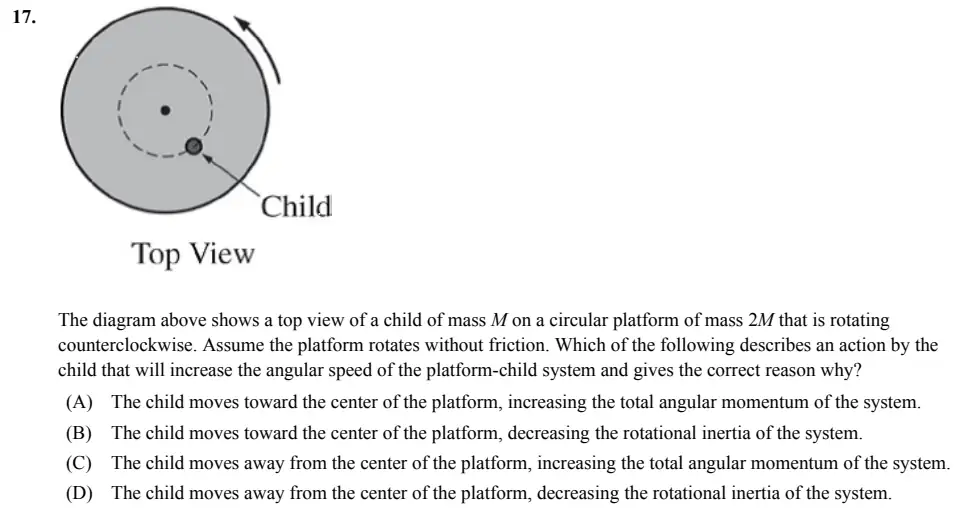 17.
Child
Top View
The diagram above shows a top view of a child of mass M on a circular platform of mass 2M that is rotating
counterclockwise. Assume the platform rotates without friction. Which of the following describes an action by the
child that will increase the angular speed of the platform-child system and gives the correct reason why?
(A) The child moves toward the center of the platform, increasing the total angular momentum of the system.
(B) The child moves toward the center of the platform, decreasing the rotational inertia of the system.
(C) The child moves away from the center of the platform, increasing the total angular momentum of the system.
(D) The child moves away from the center of the platform, decreasing the rotational inertia of the system.